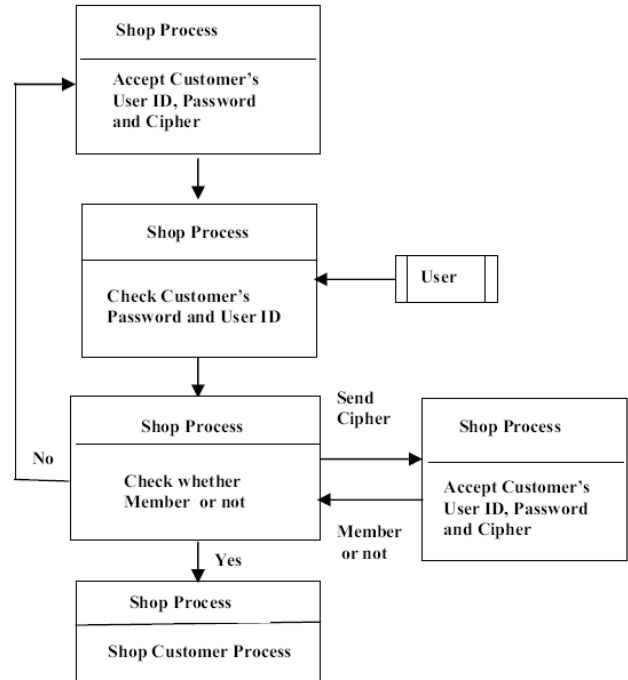 Shop Process
Accept Customer's
User ID, Password
and Cipher
Shop Process
Check Customer's
Password and User ID
User
Shop Process
Check whether
Member or not
No
Send
Cipher
Member
or not
Shop Process
Accept Customer's
User ID, Password
and Cipher
Yes
Shop Process
Shop Customer Process